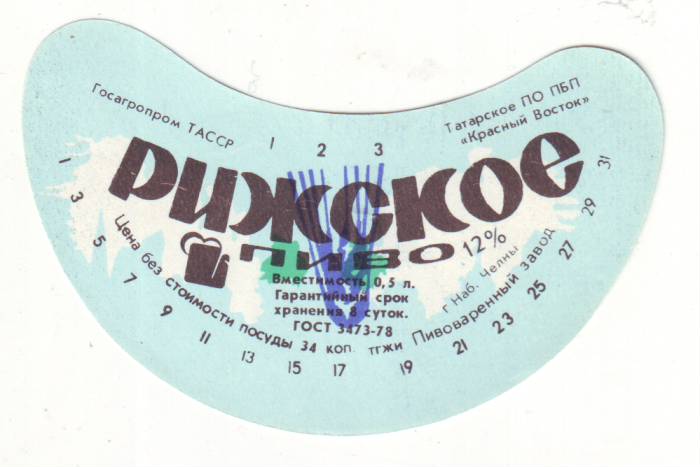 Госагропром ТАССР
Татарское ПО ПБП
«Красный Восток»
1 2 3
РИЖСКОЕ
ПИВО 12%
Вместимость 0,5 л.
Гарантийный срок
хранения 8 суток.
ГОСТ 3473-78
Цена без стоимости посуды 34 коп. тгжи
г Наб. Челны
Пивоваренный завод
1 3 5 7 9 11 13 15 17 19 21 23 25 27 29 31